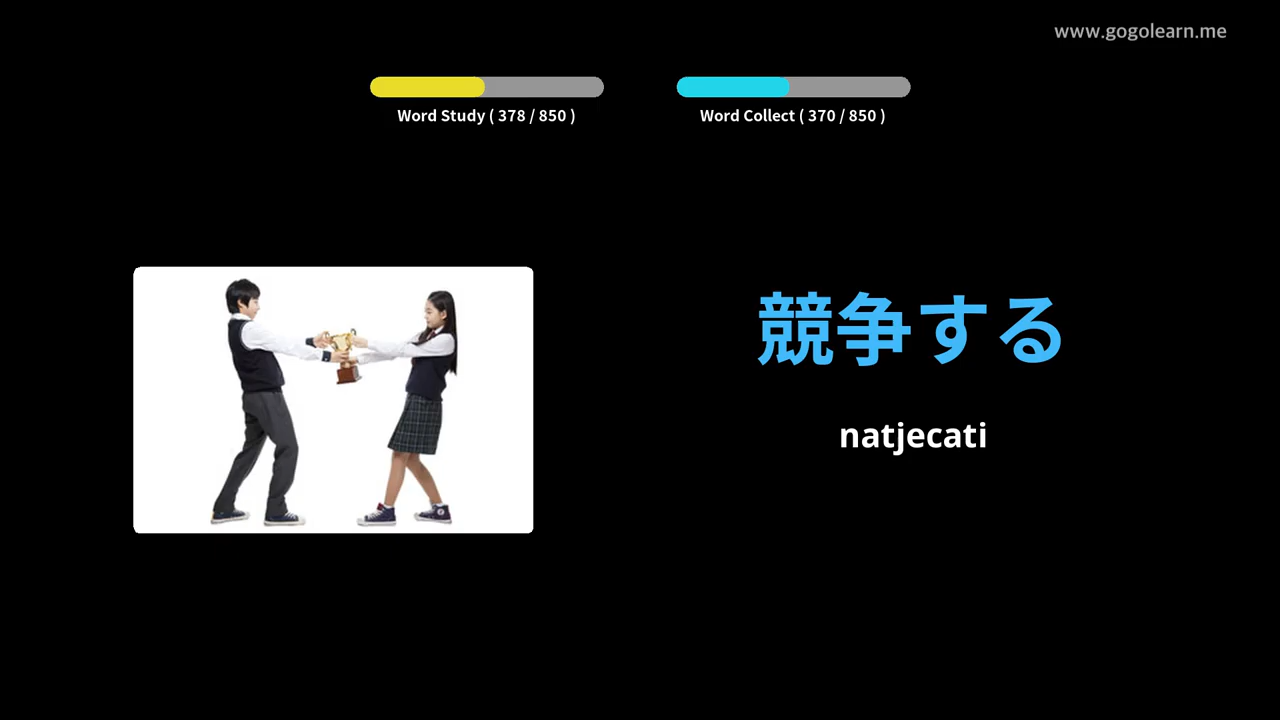 www.gogolearn.me
Word Study ( 378 / 850 )
Word Collect ( 370 / 850 )
競争する
natjecati